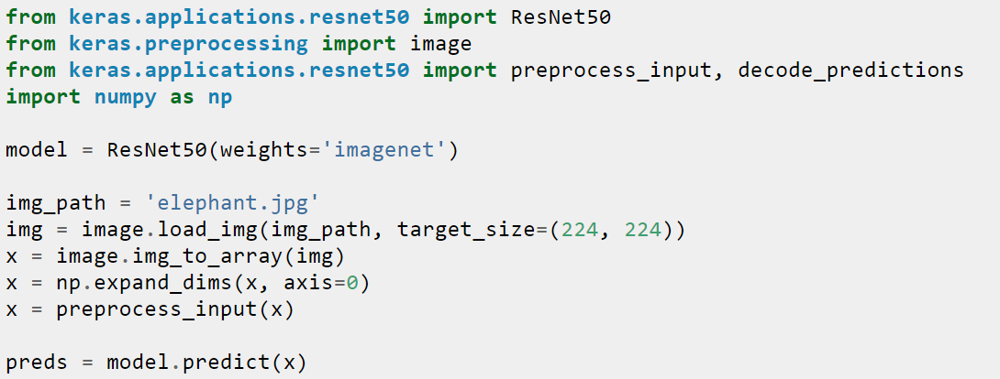 from keras.applications.resnet50 import ResNet50
from keras.preprocessing import image
from keras.applications.resnet50 import preprocess_input, decode_predictions
import numpy as np
model = ResNet50(weights='imagenet')
img_path = 'elephant.jpg'
img = image.load_img(img_path, target_size=(224, 224))
x = image.img_to_array(img)
x = np.expand_dims(x, axis=0)
x = preprocess_input(x)
preds = model.predict(x)